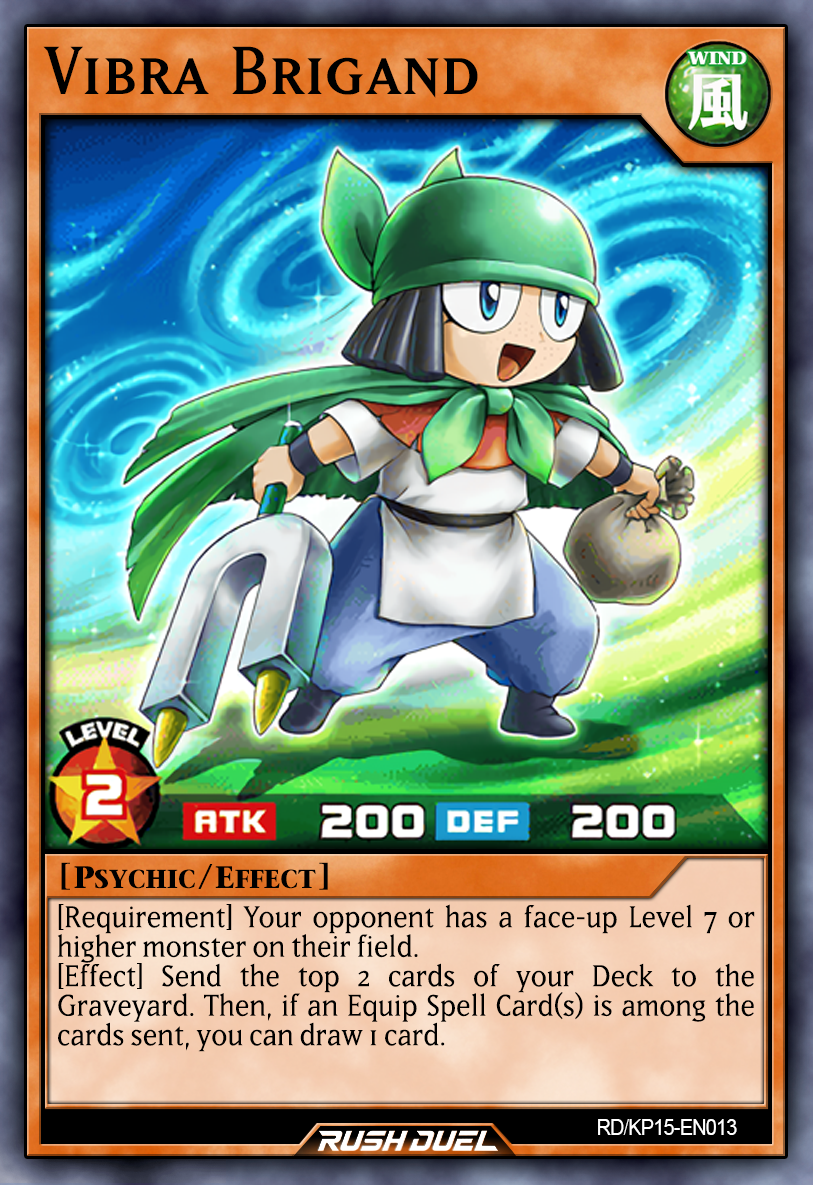 Vibra Brigand
WIND
風
LEVEL
2
ATK 200 DEF 200
[Psychic/Effect]
[Requirement] Your opponent has a face-up Level 7 or
higher monster on their field.
[Effect] Send the top 2 cards of your Deck to the
Graveyard. Then, if an Equip Spell Card(s) is among the
cards sent, you can draw 1 card.
RUSH DUEL
RD/KP15-EN013